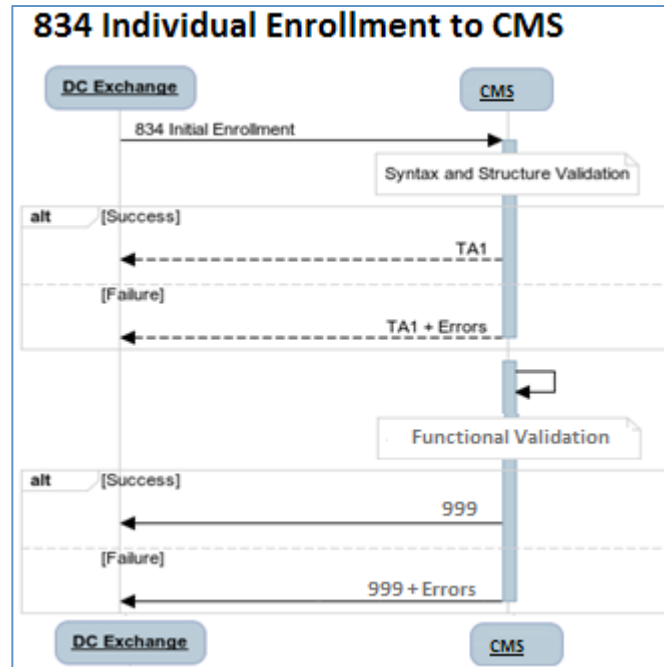 834 Individual Enrollment to CMS
DC Exchange
CMS
834 Initial Enrollment
Syntax and Structure Validation
alt
[Success]
TA1
[Failure]
TA1 + Errors
Functional Validation
alt
[Success]
999
[Failure]
999 + Errors
DC Exchange
CMS